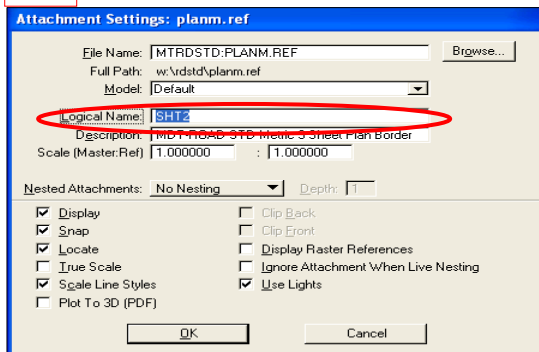 Attachment Settings: planm.ref
File Name: MTRDSTD:PLANM.REF Browse...
Full Path: w:\rdstd\planm.ref
Model: Default
Logical Name: SHT2
Description: MDT-ROAD STD Metric 3 Sheet Plan Border
Scale (Master:Ref) 1.000000 : 1.000000
Nested Attachments: No Nesting Depth: 1
Display Clip Back
Snap Clip Front
Locate Display Raster References
True Scale Ignore Attachment When Live Nesting
Scale Line Styles Use Lights
Plot To 3D (PDF)
OK Cancel